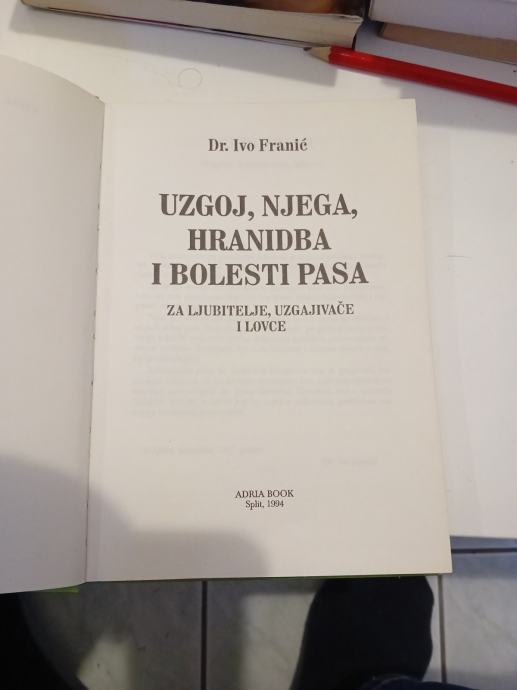 Dr. Ivo Franić
UZGOJ, NJEGA,
HRANIDBA
I BOLESTI PASA
ZA LJUBITELJE, UZGAJIVAČE
I LOVCE
ADRIA BOOK
Split, 1994